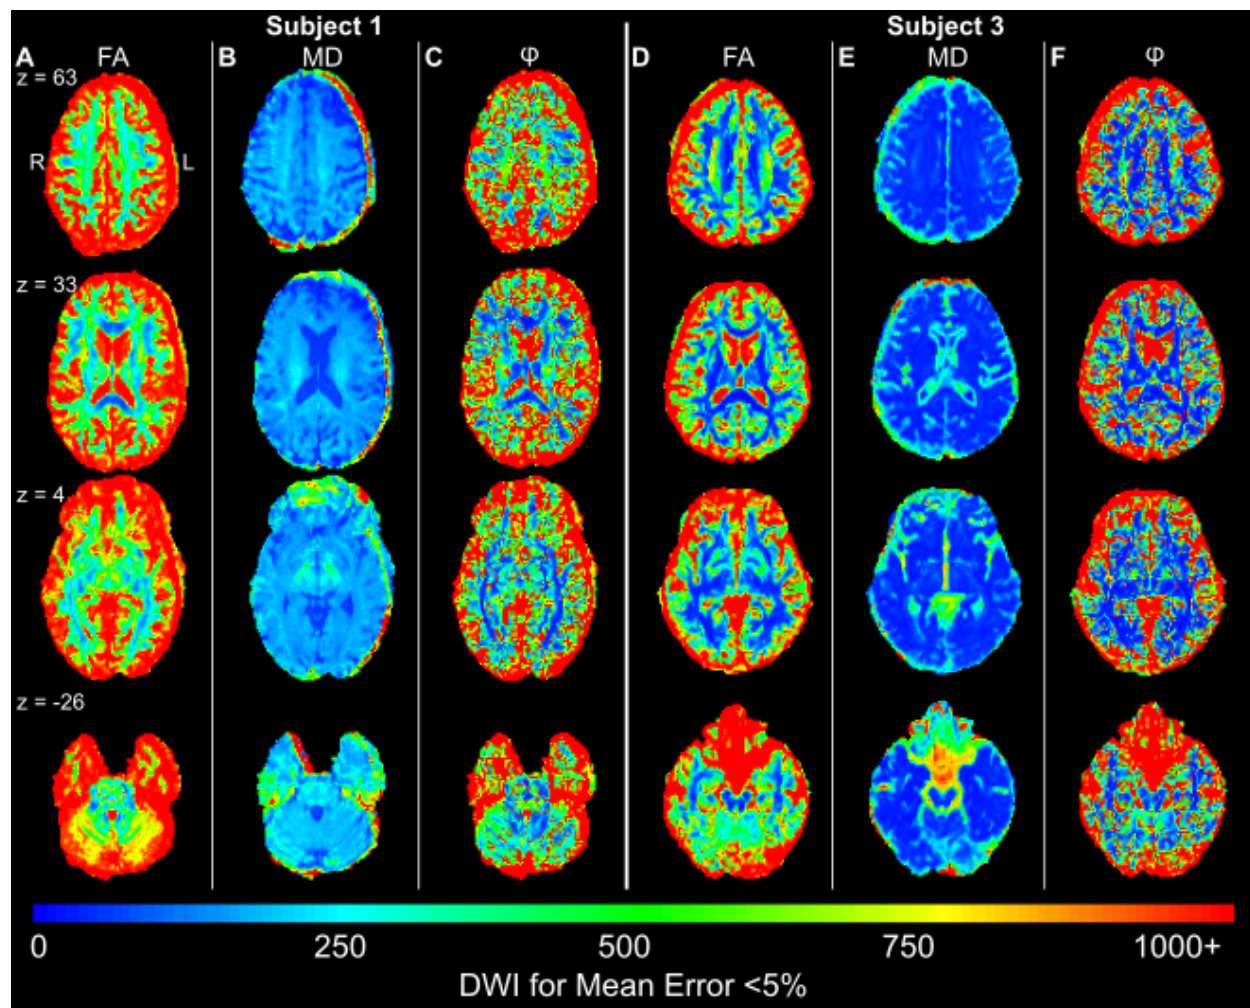 Subject 1 Subject 3
A FA B MD C φ D FA E MD F φ
z = 63
R L
z = 33
z = 4
z = -26
0 250 500 750 1000+
DWI for Mean Error <5%